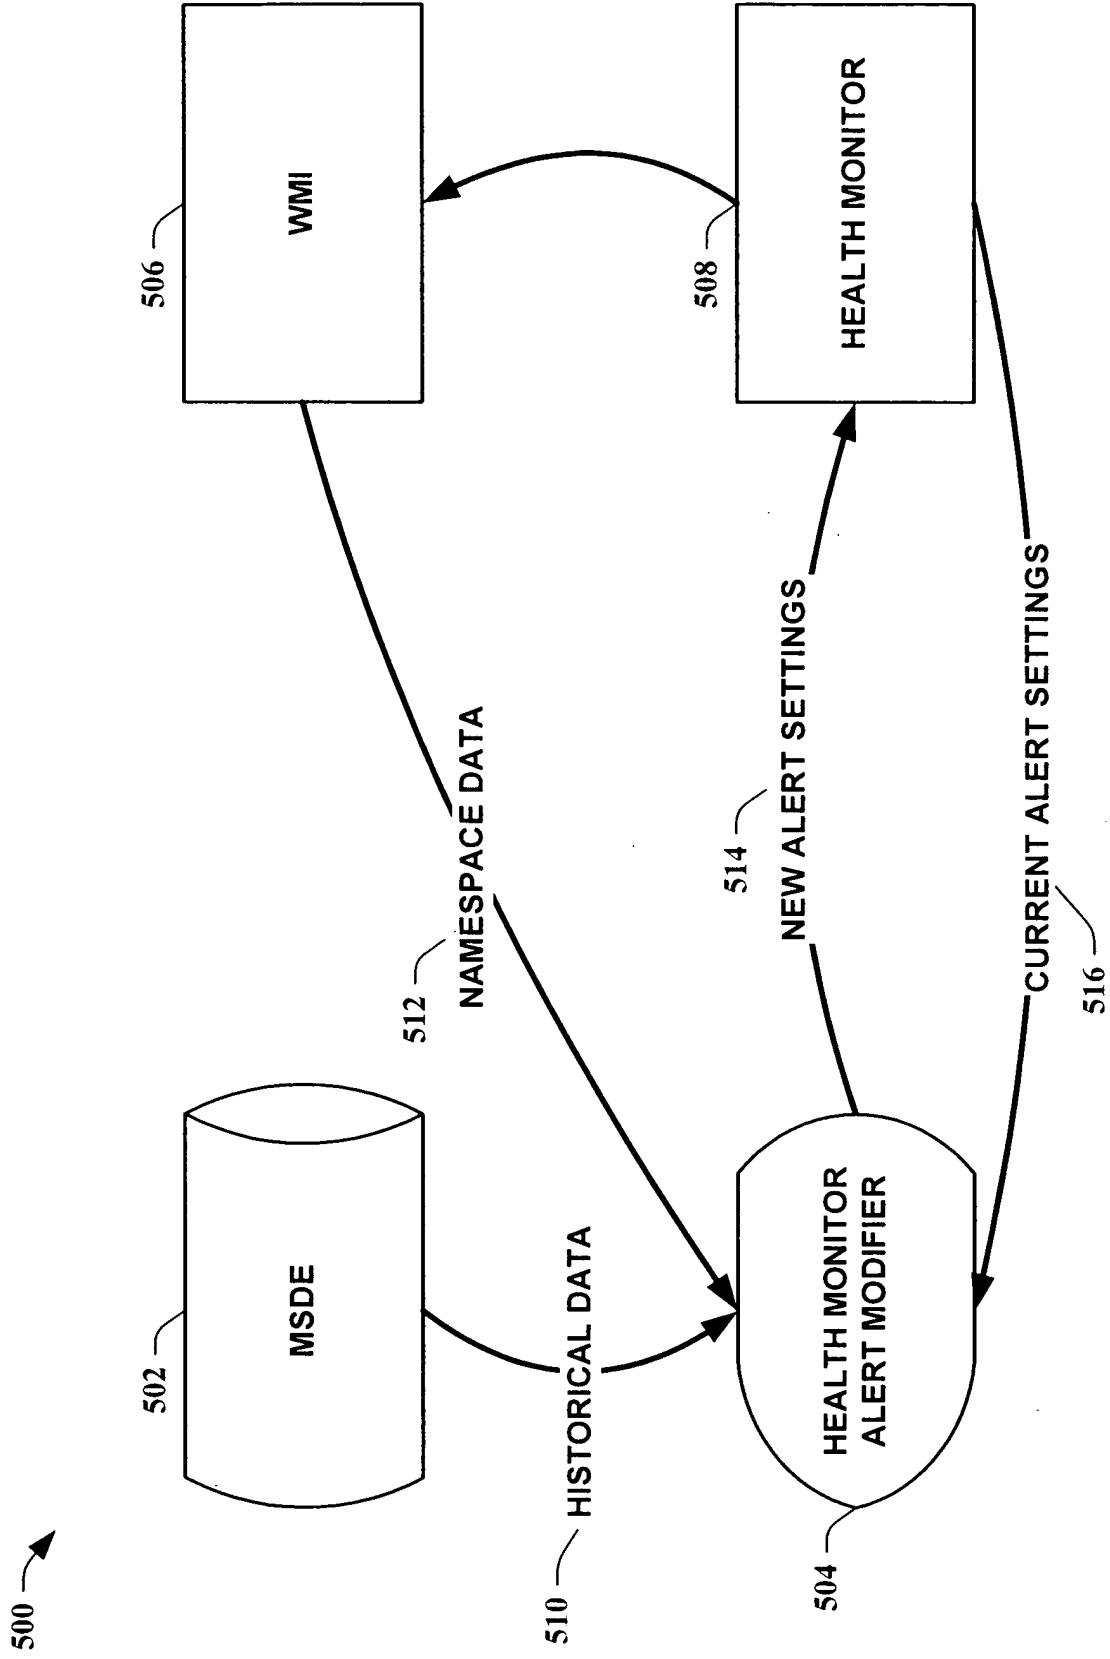 500
502
MSDE
506
WMI
512
NAMESPACE DATA
510
HISTORICAL DATA
508
514
NEW ALERT SETTINGS
504
HEALTH MONITOR
ALERT MODIFIER
HEALTH MONITOR
CURRENT ALERT SETTINGS
516